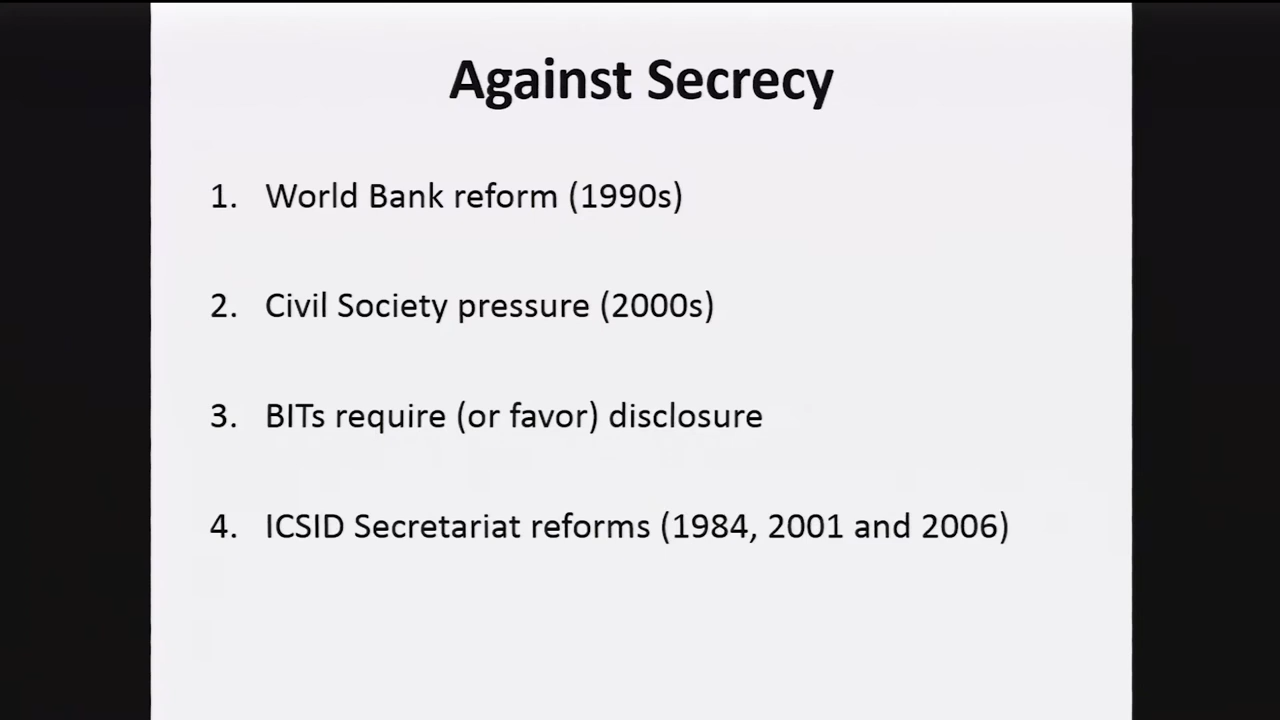 Against Secrecy
1. World Bank reform (1990s)
2. Civil Society pressure (2000s)
3. BITs require (or favor) disclosure
4. ICSID Secretariat reforms (1984, 2001 and 2006)